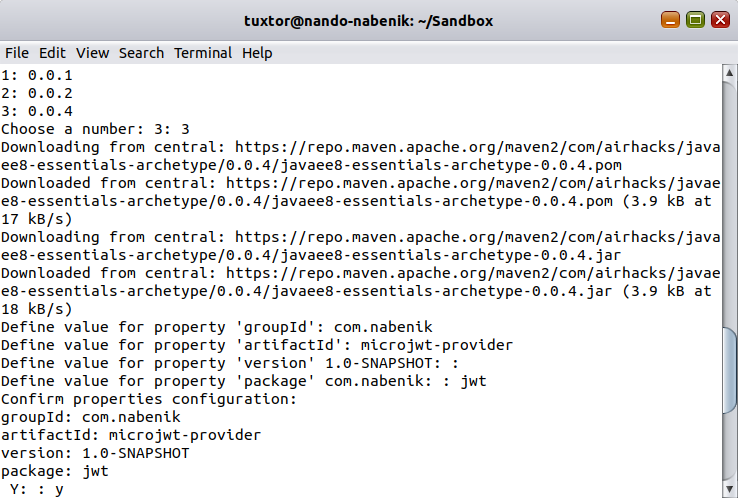 tuxtor@nando-nabenik: ~/Sandbox
File Edit View Search Terminal Help
1: 0.0.1
2: 0.0.2
3: 0.0.4
Choose a number: 3: 3
Downloading from central: https://repo.maven.apache.org/maven2/com/airhacks/java
ee8-essentials-archetype/0.0.4/javaee8-essentials-archetype-0.0.4.pom
Downloaded from central: https://repo.maven.apache.org/maven2/com/airhacks/javae
e8-essentials-archetype/0.0.4/javaee8-essentials-archetype-0.0.4.pom (3.9 kB at
17 kB/s)
Downloading from central: https://repo.maven.apache.org/maven2/com/airhacks/java
ee8-essentials-archetype/0.0.4/javaee8-essentials-archetype-0.0.4.jar
Downloaded from central: https://repo.maven.apache.org/maven2/com/airhacks/javae
e8-essentials-archetype/0.0.4/javaee8-essentials-archetype-0.0.4.jar (3.9 kB at
18 kB/s)
Define value for property 'groupId': com.nabenik
Define value for property 'artifactId': microjwt-provider
Define value for property 'version' 1.0-SNAPSHOT: :
Define value for property 'package' com.nabenik: : jwt
Confirm properties configuration:
groupId: com.nabenik
artifactId: microjwt-provider
version: 1.0-SNAPSHOT
package: jwt
Y: : y